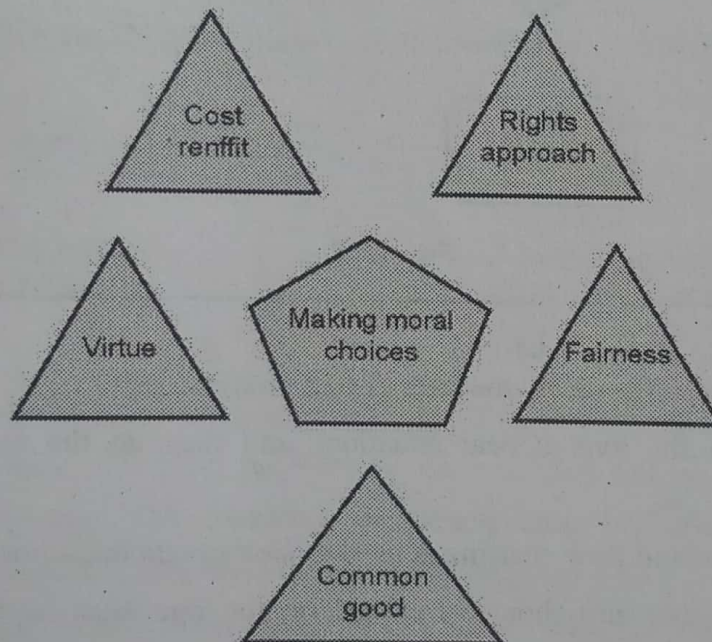 Cost
renffit
Rights
approach
Virtue
Making moral
choices
Fairness
Common
good